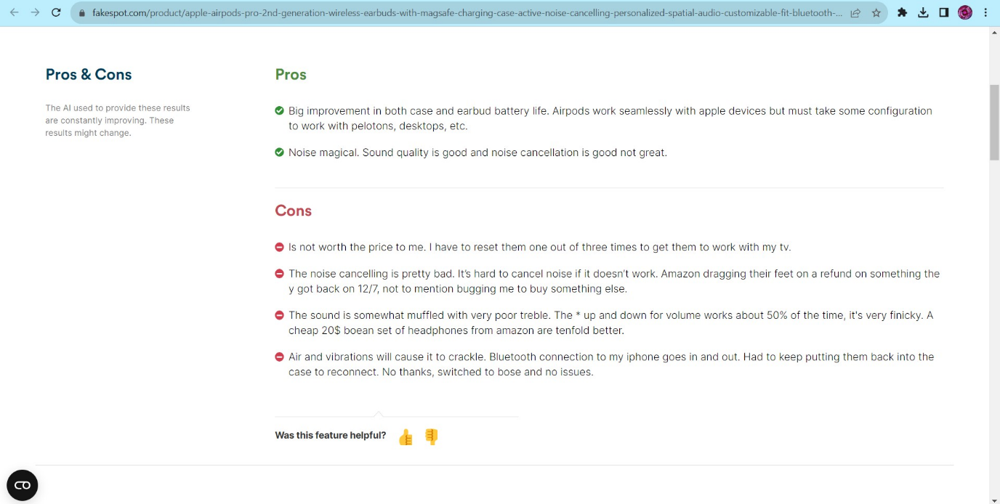 fakespot.com/product/apple-airpods-pro-2nd-generation-wireless-earbuds-with-magsafe-charging-case-active-noise-cancelling-personalized-spatial-audio-customizable-fit-bluetooth-...
Pros & Cons
The AI used to provide these results
are constantly improving. These
results might change.
Pros
Big improvement in both case and earbud battery life. Airpods work seamlessly with apple devices but must take some configuration
to work with pelotons, desktops, etc.
Noise magical. Sound quality is good and noise cancellation is good not great.
Cons
Is not worth the price to me. I have to reset them one out of three times to get them to work with my tv.
The noise cancelling is pretty bad. It’s hard to cancel noise if it doesn’t work. Amazon dragging their feet on a refund on something the
y got back on 12/7, not to mention bugging me to buy something else.
The sound is somewhat muffled with very poor treble. The * up and down for volume works about 50% of the time, it's very finicky. A
cheap 20$ boean set of headphones from amazon are tenfold better.
Air and vibrations will cause it to crackle. Bluetooth connection to my iphone goes in and out. Had to keep putting them back into the
case to reconnect. No thanks, switched to bose and no issues.
Was this feature helpful?